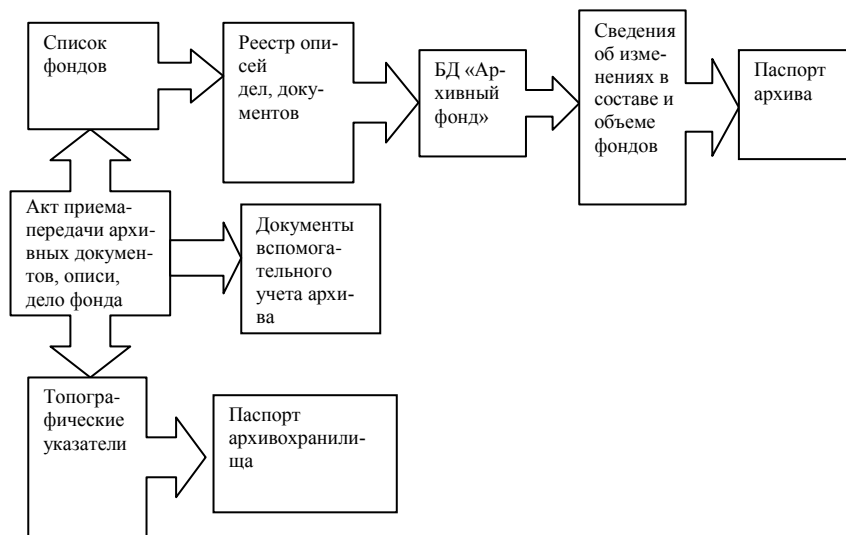 Список
фондов
Реестр опи-
сей
дел, доку-
ментов
БД «Ар-
хивный
фонд»
Сведения
об изме-
нениях в
составе и
объеме
фондов
Паспорт
архива
Акт приема-
передачи архи-
ивных докумен-
тов, описи,
дело фонда
Документы
вспомога-
тельного
учета архи-
ва
Топогра-
фические
указатели
Паспорт
архивохранили-
ща